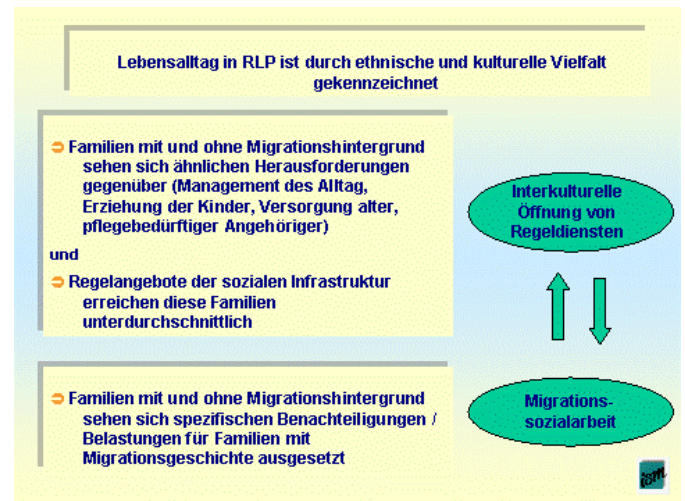 Lebensalltag in RLP ist durch ethnische und kulturelle Vielfalt
gekennzeichnet
Familien mit und ohne Migrationshintergrund
sehen sich ähnlichen Herausforderungen
gegenüber (Management des Alltag,
Erziehung der Kinder, Versorgung alter,
pflegebedürftiger Angehöriger)
und
Regelangebote der sozialen Infrastruktur
erreichen diese Familien
unterdurchschnittlich
Interkulturelle
Öffnung von
Regeldiensten
Familien mit und ohne Migrationshintergrund
sehen sich spezifischen Benachteiligungen /
Belastungen für Familien mit
Migrationsgeschichte ausgesetzt
Migrations-
sozialarbeit
ism